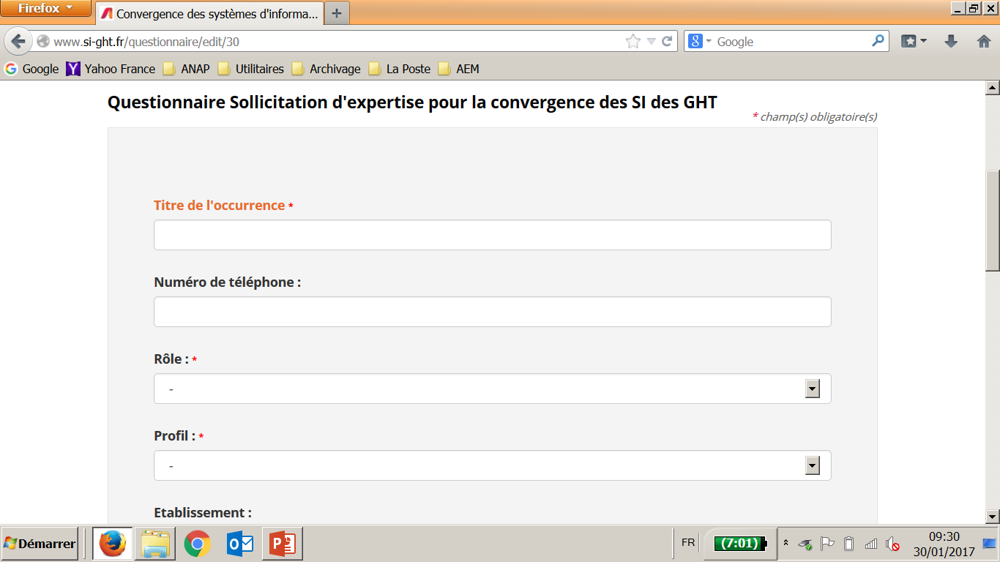 Firefox
Convergence des systèmes d'informa...
www.si-ght.fr/questionnaire/edit/30
Google
Google
Yahoo France
ANAP
Utilitaires
Archivage
La Poste
AEM
Questionnaire Sollicitation d'expertise pour la convergence des SI des GHT
* champ(s) obligatoire(s)
Titre de l'occurrence *
Numéro de téléphone :
Rôle : *
-
Profil : *
-
Etablissement :
Démarrer
FR
(7:01)
09:30
30/01/2017